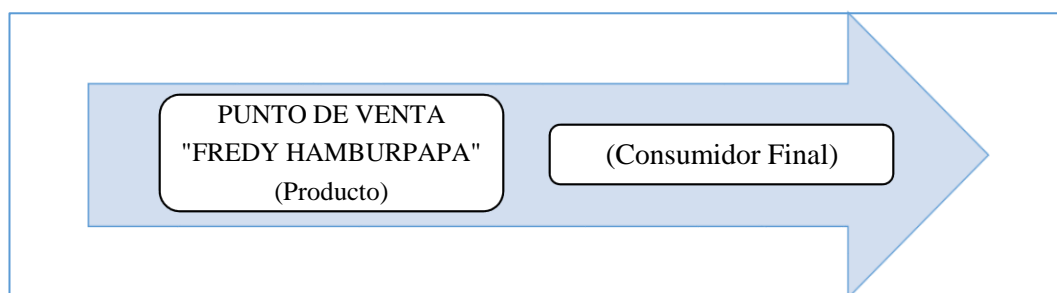 PUNTO DE VENTA
"FREDY HAMBURPAPA"
(Producto)
(Consumidor Final)